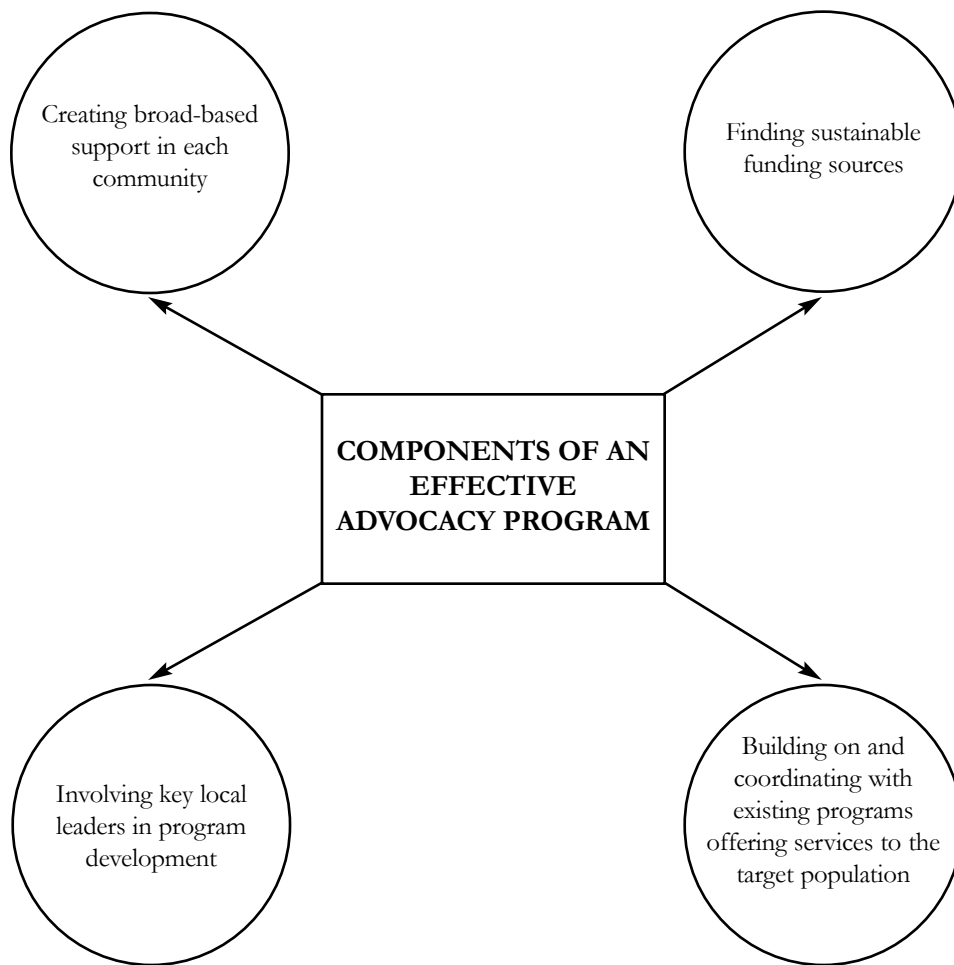 Creating broad-based
support in each
community
Finding sustainable
funding sources
COMPONENTS OF AN
EFFECTIVE
ADVOCACY PROGRAM
Involving key local
leaders in program
development
Building on and
coordinating with
existing programs
offering services to the
target population